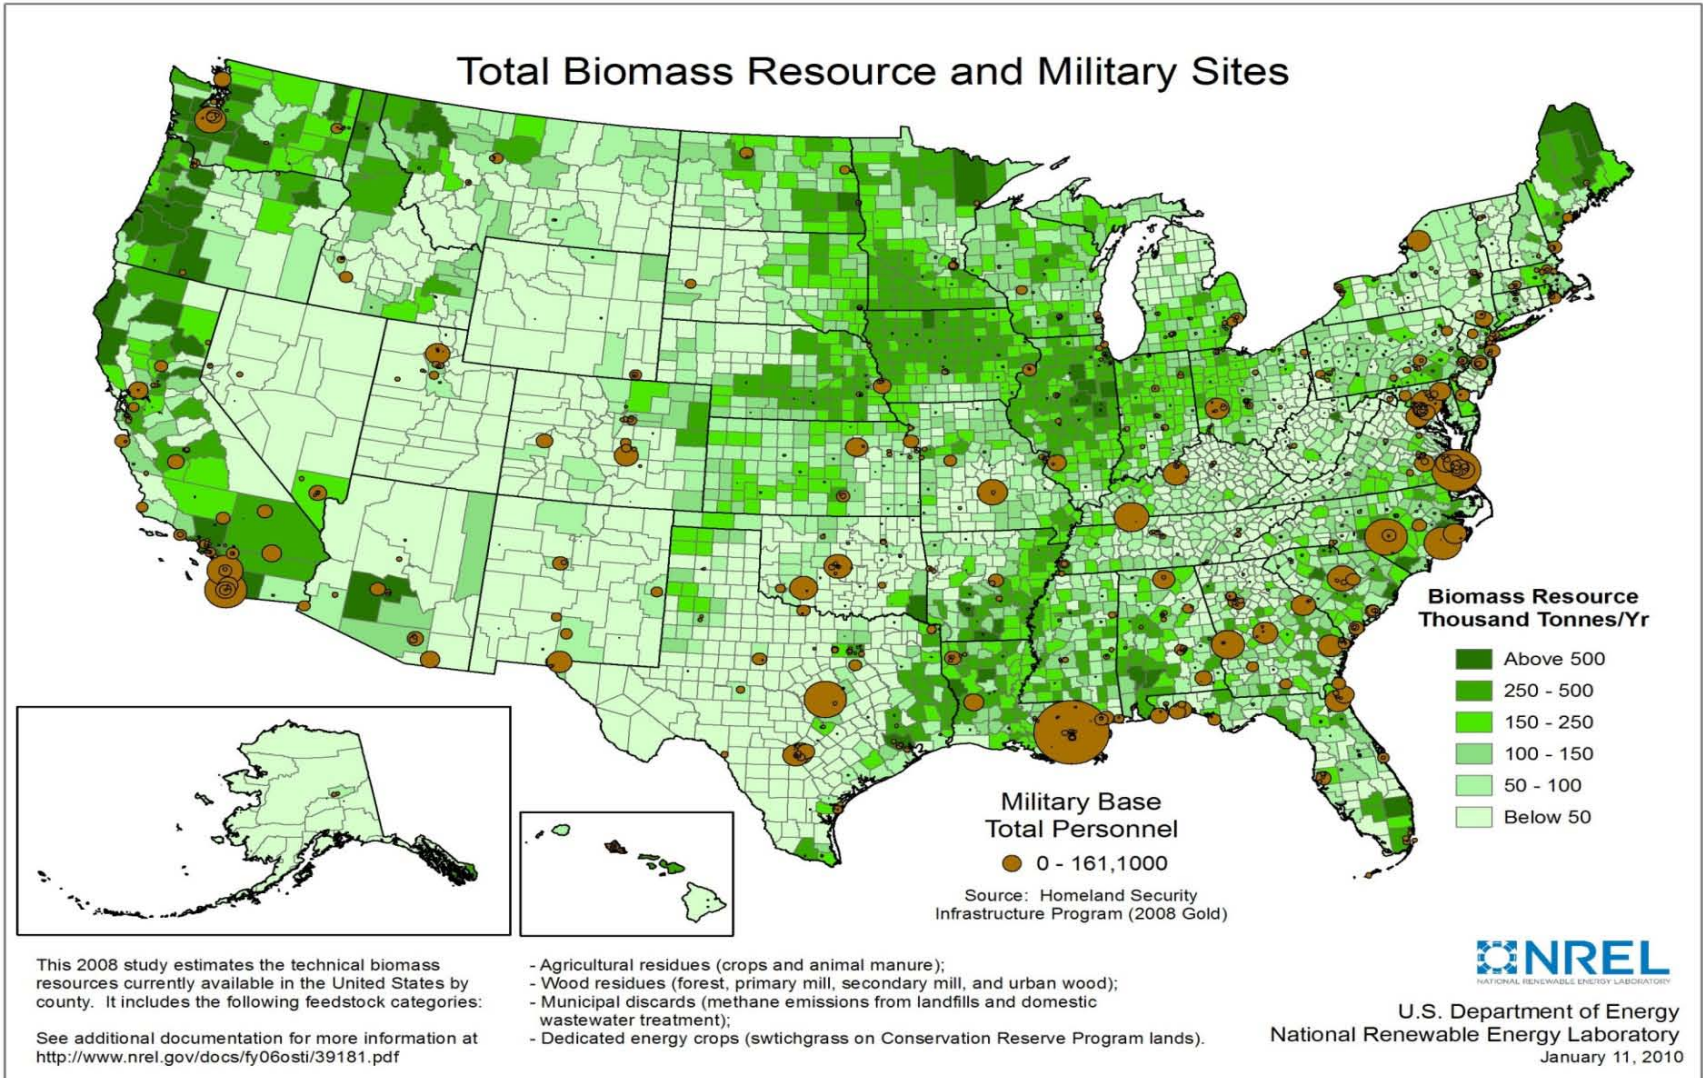 Total Biomass Resource and Military Sites
Biomass Resource
Thousand Tonnes/Yr
Above 500
250 - 500
150 - 250
100 - 150
50 - 100
Below 50
Military Base
Total Personnel
0 - 161,1000
Source: Homeland Security
Infrastructure Program (2008 Gold)
This 2008 study estimates the technical biomass
resources currently available in the United States by
county. It includes the following feedstock categories:
See additional documentation for more information at
http://www.nrel.gov/docs/fy06osti/39181.pdf
- Agricultural residues (crops and animal manure);
- Wood residues (forest, primary mill, secondary mill, and urban wood);
- Municipal discards (methane emissions from landfills and domestic
wastewater treatment);
- Dedicated energy crops (swtichgrass on Conservation Reserve Program lands).
NREL
NATIONAL RENEWABLE ENERGY LABORATORY
U.S. Department of Energy
National Renewable Energy Laboratory
January 11, 2010